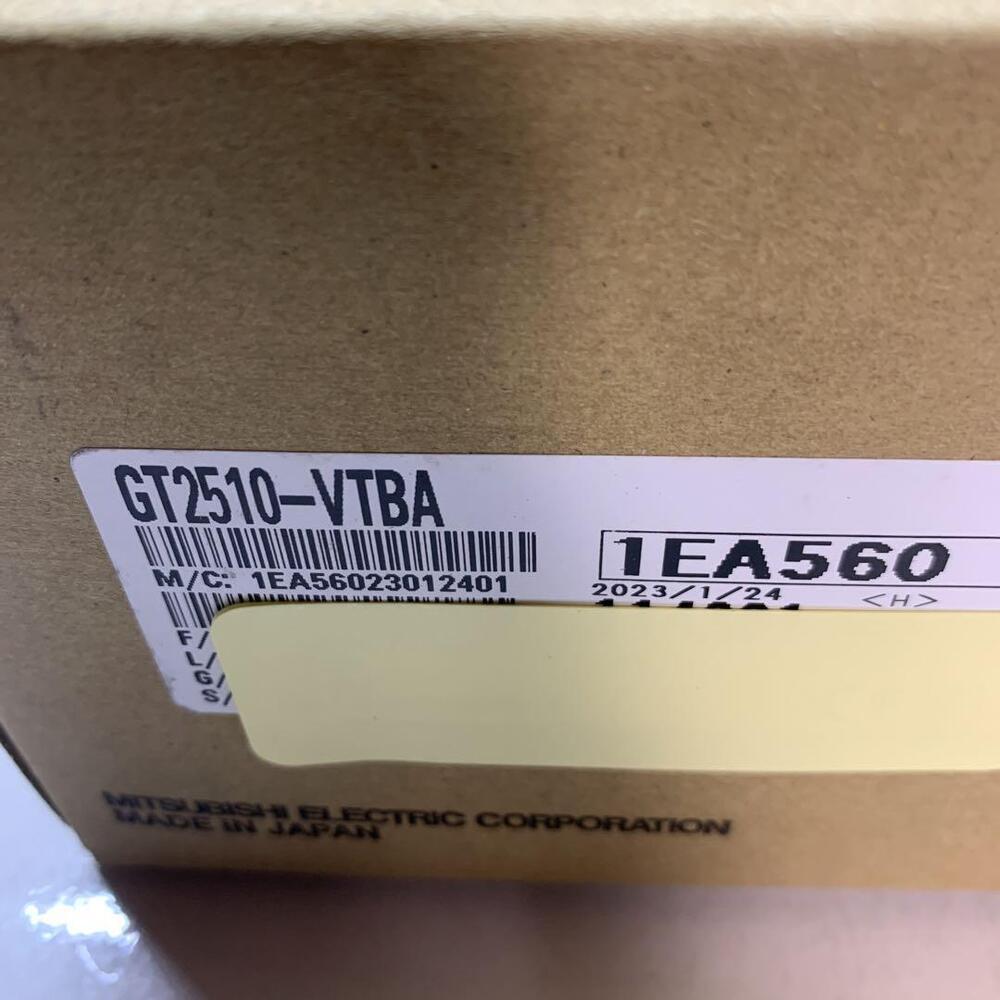 GT2510-VTBA
M/C: 1EA56023012401
1EA560
2023/1/24 <H>
F/
L/
G/
S/
MITSUBISHI ELECTRIC CORPORATION
MADE IN JAPAN